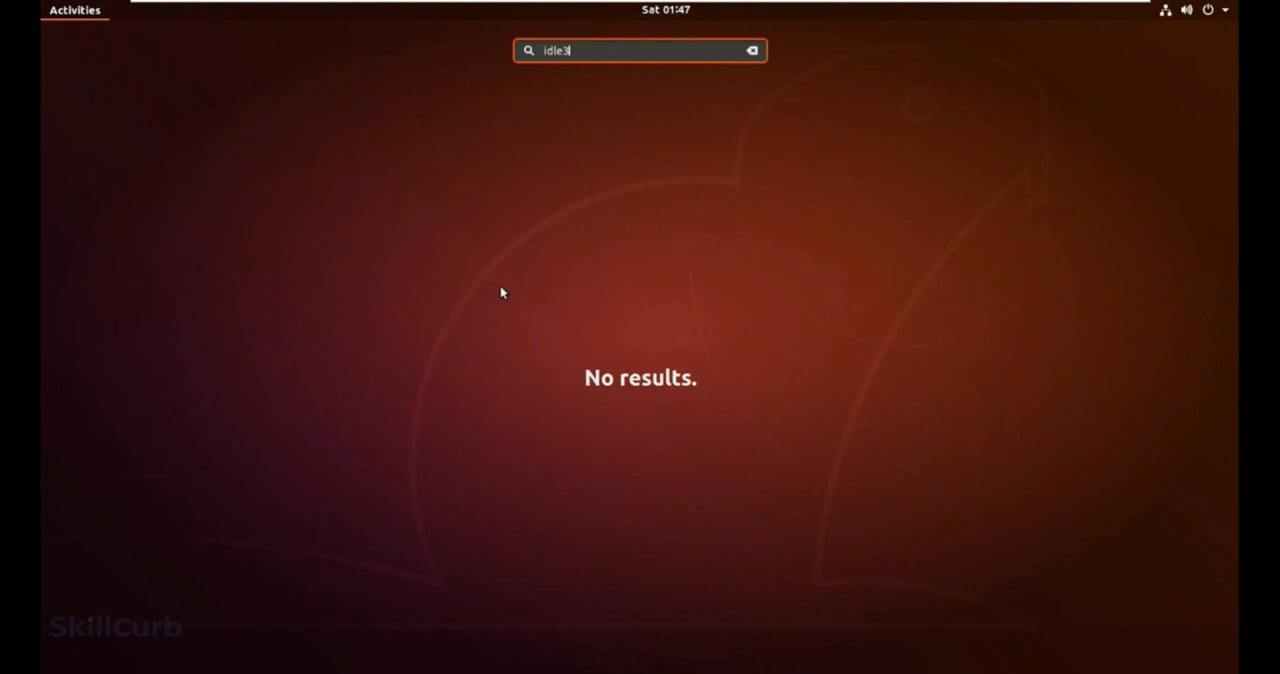 Activities
Sat 01:47
idle3
No results.
SkillCurb